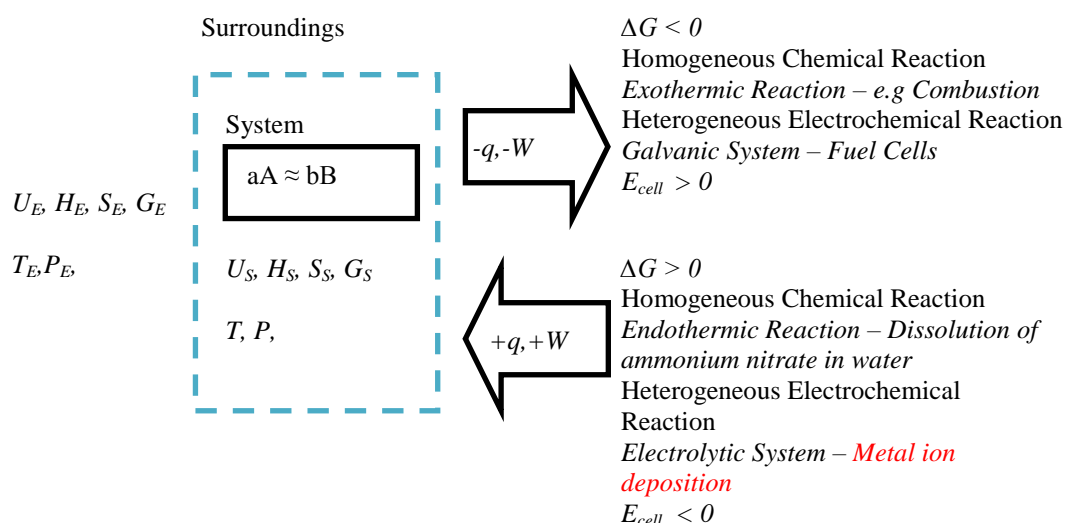 Surroundings
System
aA ≈ bB
U_E, H_E, S_E, G_E
T_E,P_E,
U_S, H_S, S_S, G_S
T, P,
-q,-W
ΔG < 0
Homogeneous Chemical Reaction
Exothermic Reaction – e.g Combustion
Heterogeneous Electrochemical Reaction
Galvanic System – Fuel Cells
E_cell > 0
+q,+W
ΔG > 0
Homogeneous Chemical Reaction
Endothermic Reaction – Dissolution of
ammonium nitrate in water
Heterogeneous Electrochemical
Reaction
Electrolytic System – Metal ion
deposition
E_cell < 0